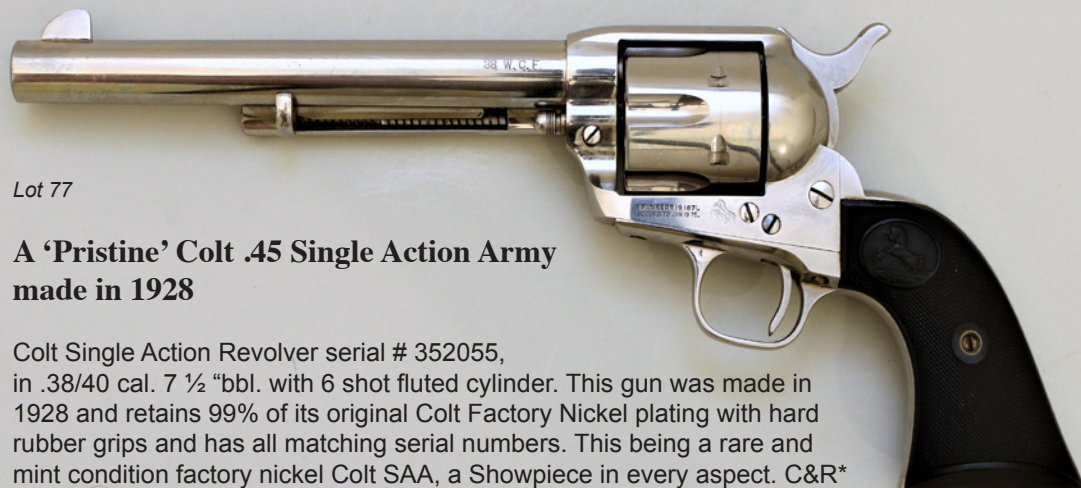 38 W.C.F.
Lot 77
A ‘Pristine’ Colt .45 Single Action Army
made in 1928
Colt Single Action Revolver serial # 352055,
in .38/40 cal. 7 ½ “bbl. with 6 shot fluted cylinder. This gun was made in
1928 and retains 99% of its original Colt Factory Nickel plating with hard
rubber grips and has all matching serial numbers. This being a rare and
mint condition factory nickel Colt SAA, a Showpiece in every aspect. C&R*